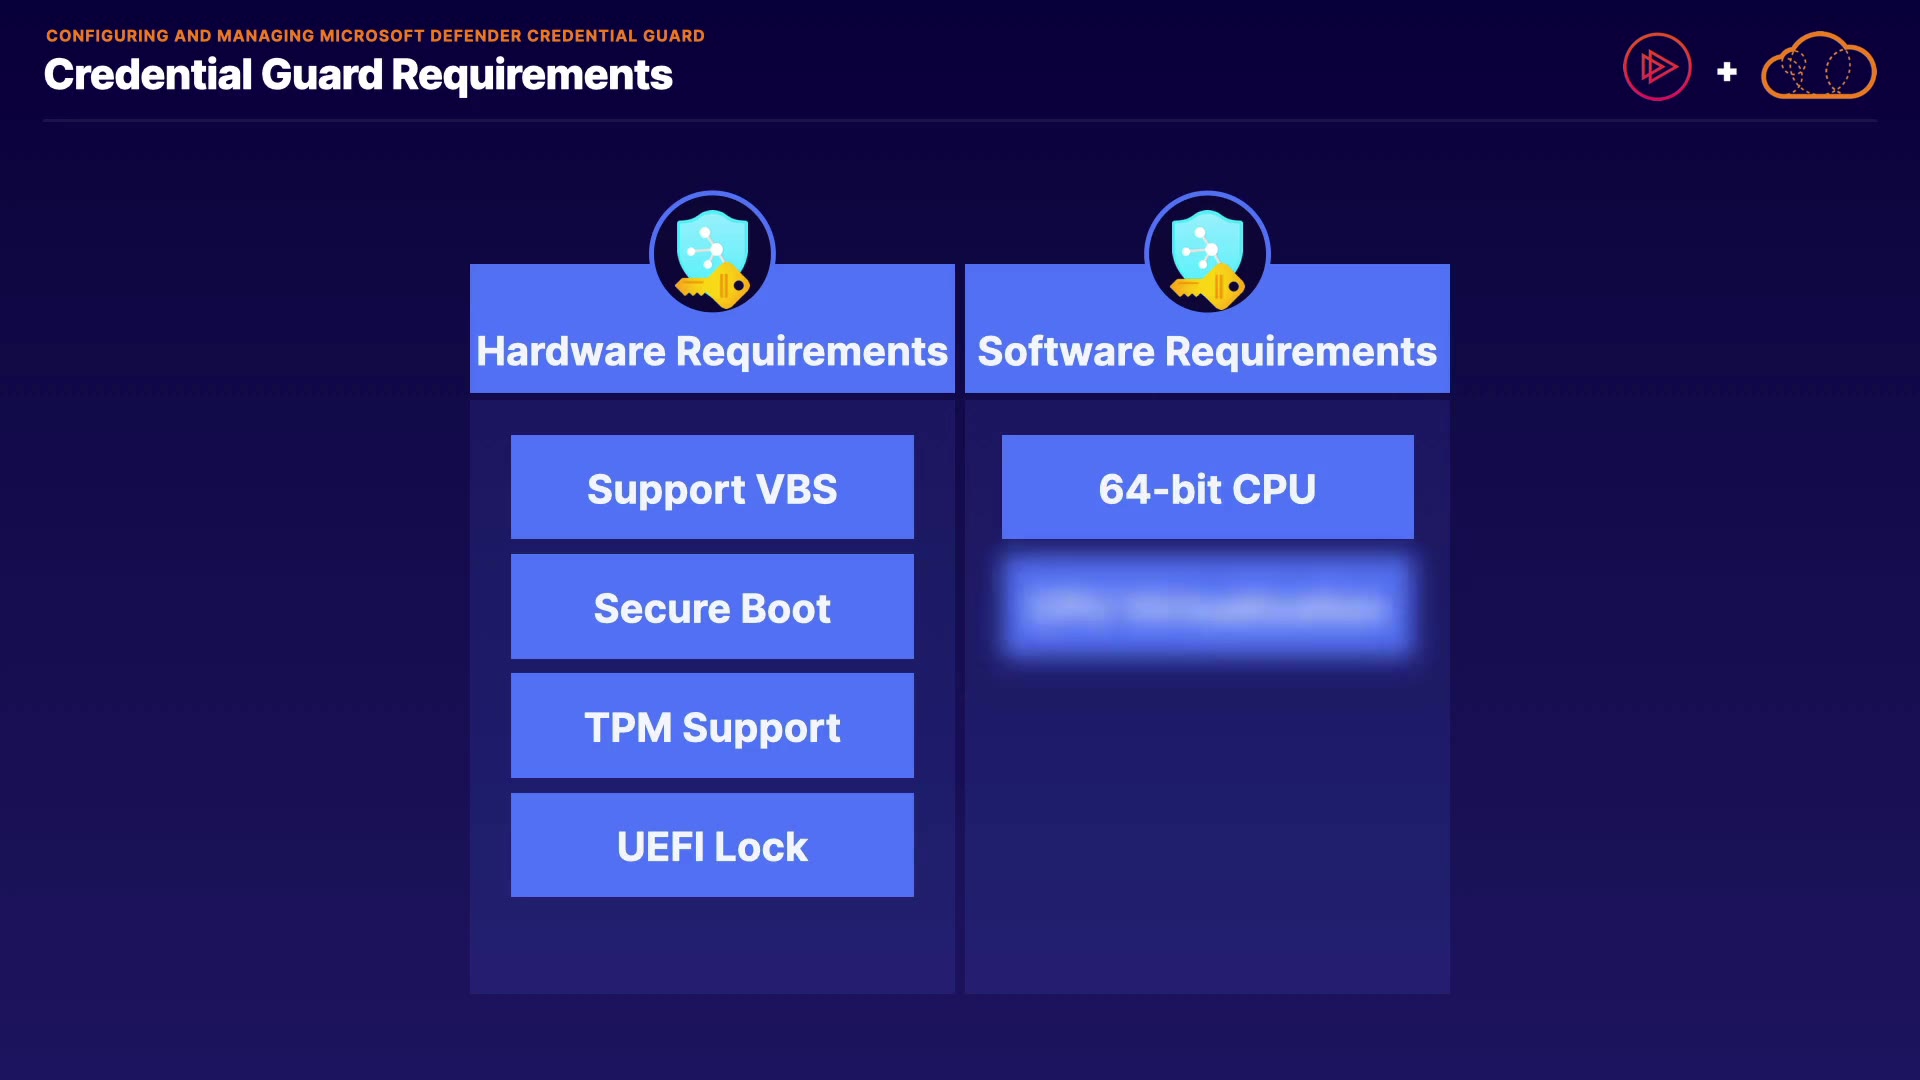 CONFIGURING AND MANAGING MICROSOFT DEFENDER CREDENTIAL GUARD
Credential Guard Requirements
Hardware Requirements
Support VBS
Secure Boot
TPM Support
UEFI Lock
Software Requirements
64-bit CPU